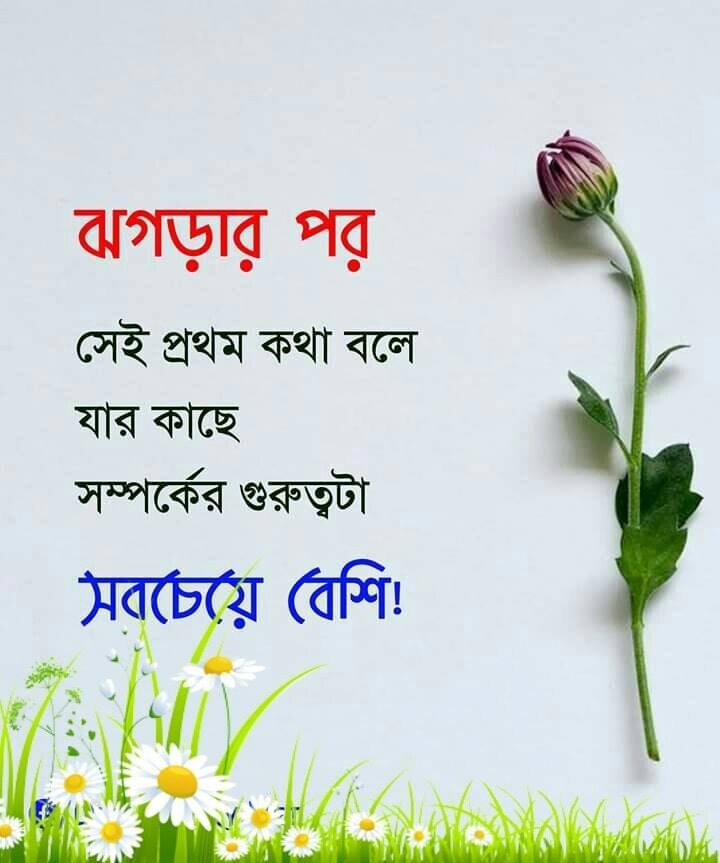 ঝগড়ার পর
সেই প্রথম কথা বলে
যার কাছে
সম্পর্কের গুরুত্বটা
সবচেয়ে বেশি!